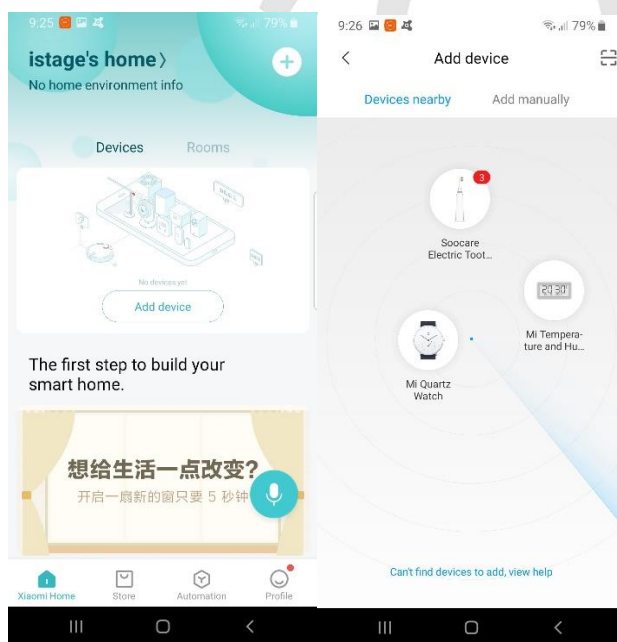 9:25
79%
istage's home
No home environment info
Devices
Rooms
No devices yet
Add device
The first step to build your
smart home.
想给生活一点改变?
开启一扇新的窗只要 5 秒钟
Xiaomi Home
Store
Automation
Profile
9:26
79%
Add device
Devices nearby
Add manually
3
Soocare
Electric Toot...
20:30
Mi Tempera-
ture and Hu...
Mi Quartz
Watch
Can't find devices to add, view help